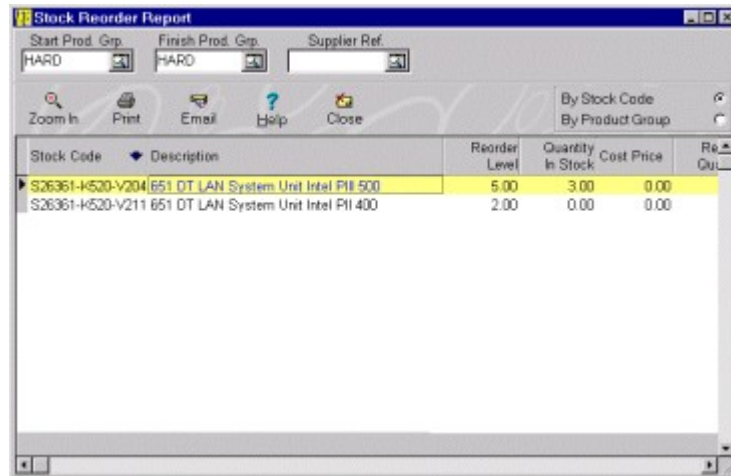 Stock Reorder Report
Start Prod. Grp. Finish Prod. Grp. Supplier Ref.
HARD HARD
Zoom In Print Email Help Close
By Stock Code
By Product Group
Stock Code Description Reorder Level Quantity In Stock Cost Price Re Qua
S26361-K520-V204 651 DT LAN System Unit Intel PIII 500 5.00 3.00 0.00
S26361-K520-V211 651 DT LAN System Unit Intel PII 400 2.00 0.00 0.00